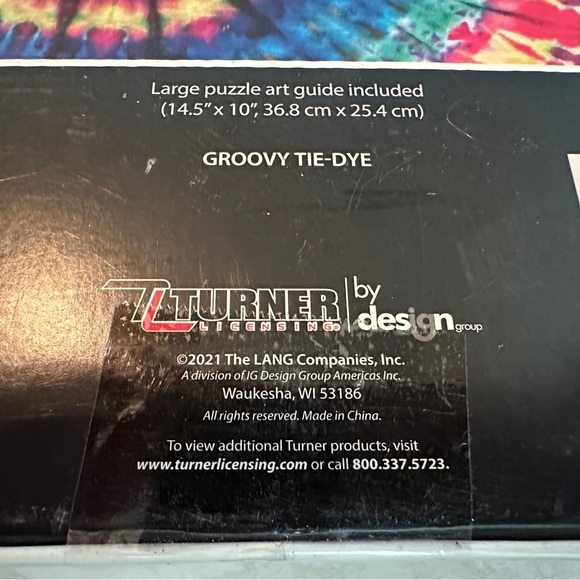 Large puzzle art guide included
(14.5" x 10", 36.8 cm x 25.4 cm)
GROOVY TIE-DYE
TL TURNER
LICENSING®
by
design group
©2021 The LANG Companies, Inc.
A division of IG Design Group Americas Inc.
Waukesha, WI 53186
All rights reserved. Made in China.
To view additional Turner products, visit
www.turnerlicensing.com or call 800.337.5723.